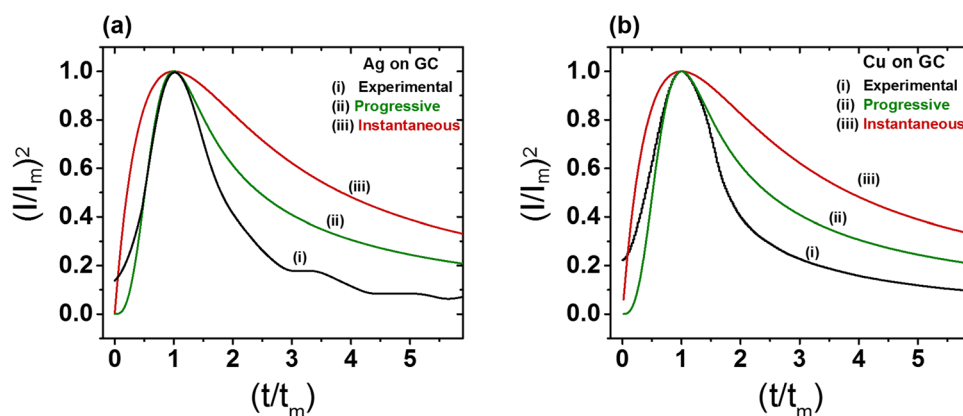 (a)
Ag on GC
(i) Experimental
(ii) Progressive
(iii) Instantaneous
(I/Iₘ)²
1.0
0.8
0.6
0.4
0.2
0.0
(iii)
(ii)
(i)
0 1 2 3 4 5
(t/tₘ)
(b)
Cu on GC
(i) Experimental
(ii) Progressive
(iii) Instantaneous
(I/Iₘ)²
1.0
0.8
0.6
0.4
0.2
0.0
(iii)
(ii)
(i)
0 1 2 3 4 5
(t/tₘ)